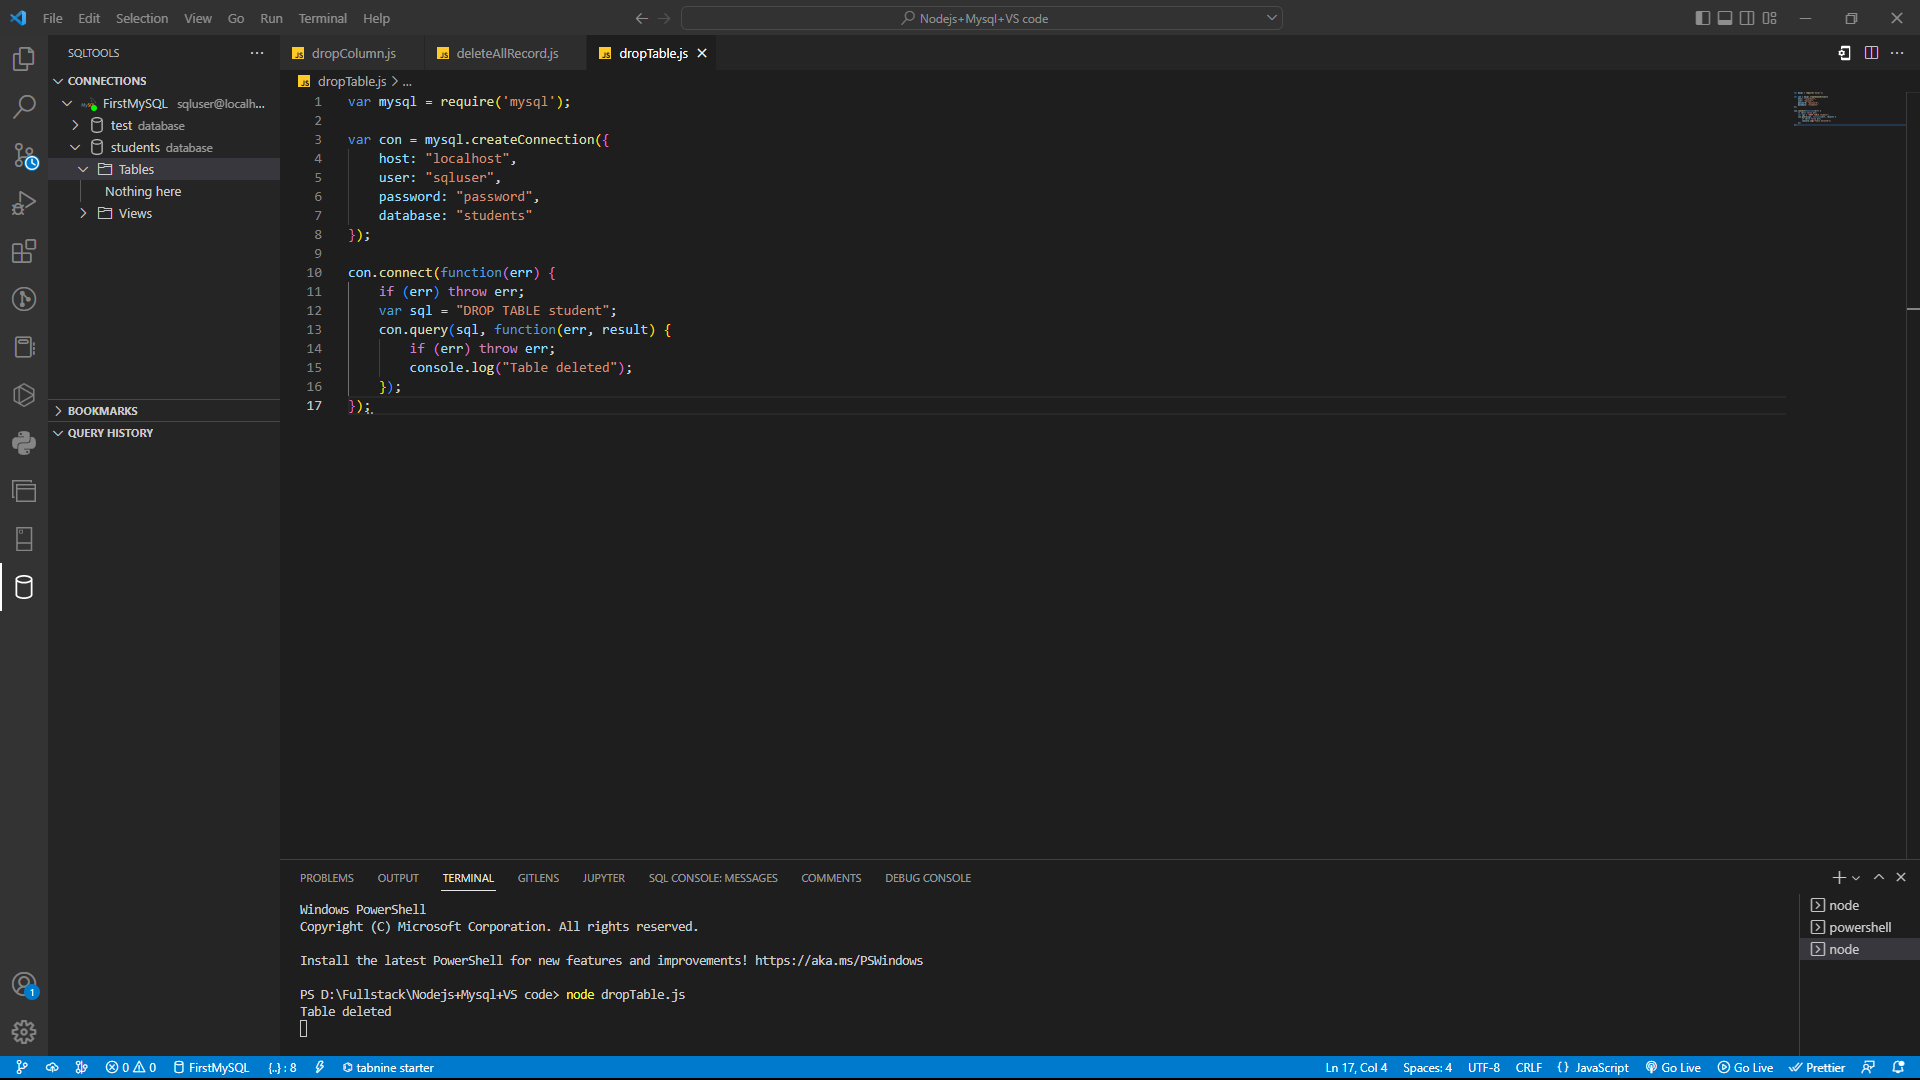 File Edit Selection View Go Run Terminal Help
Nodejs+Mysql+VS code
SQLTOOLS
CONNECTIONS
FirstMySQL sqluser@localh...
test database
students database
Tables
Nothing here
Views
BOOKMARKS
QUERY HISTORY
JS dropColumn.js
JS deleteAllRecord.js
JS dropTable.js
JS dropTable.js > ...
1 var mysql = require('mysql');
2
3 var con = mysql.createConnection({
4 host: "localhost",
5 user: "sqluser",
6 password: "password",
7 database: "students"
8 });
9
10 con.connect(function(err) {
11 if (err) throw err;
12 var sql = "DROP TABLE student";
13 con.query(sql, function(err, result) {
14 if (err) throw err;
15 console.log("Table deleted");
16 });
17 });
PROBLEMS OUTPUT TERMINAL GITLENS JUPYTER SQL CONSOLE: MESSAGES COMMENTS DEBUG CONSOLE
Windows PowerShell
Copyright (C) Microsoft Corporation. All rights reserved.
Install the latest PowerShell for new features and improvements! https://aka.ms/PSWindows
PS D:\Fullstack\Nodejs+Mysql+VS code> node dropTable.js
Table deleted
node
powershell
node
1
0 0 FirstMySQL {..} : 8 tabnine starter
Ln 17, Col 4 Spaces: 4 UTF-8 CRLF {} JavaScript Go Live Go Live Prettier